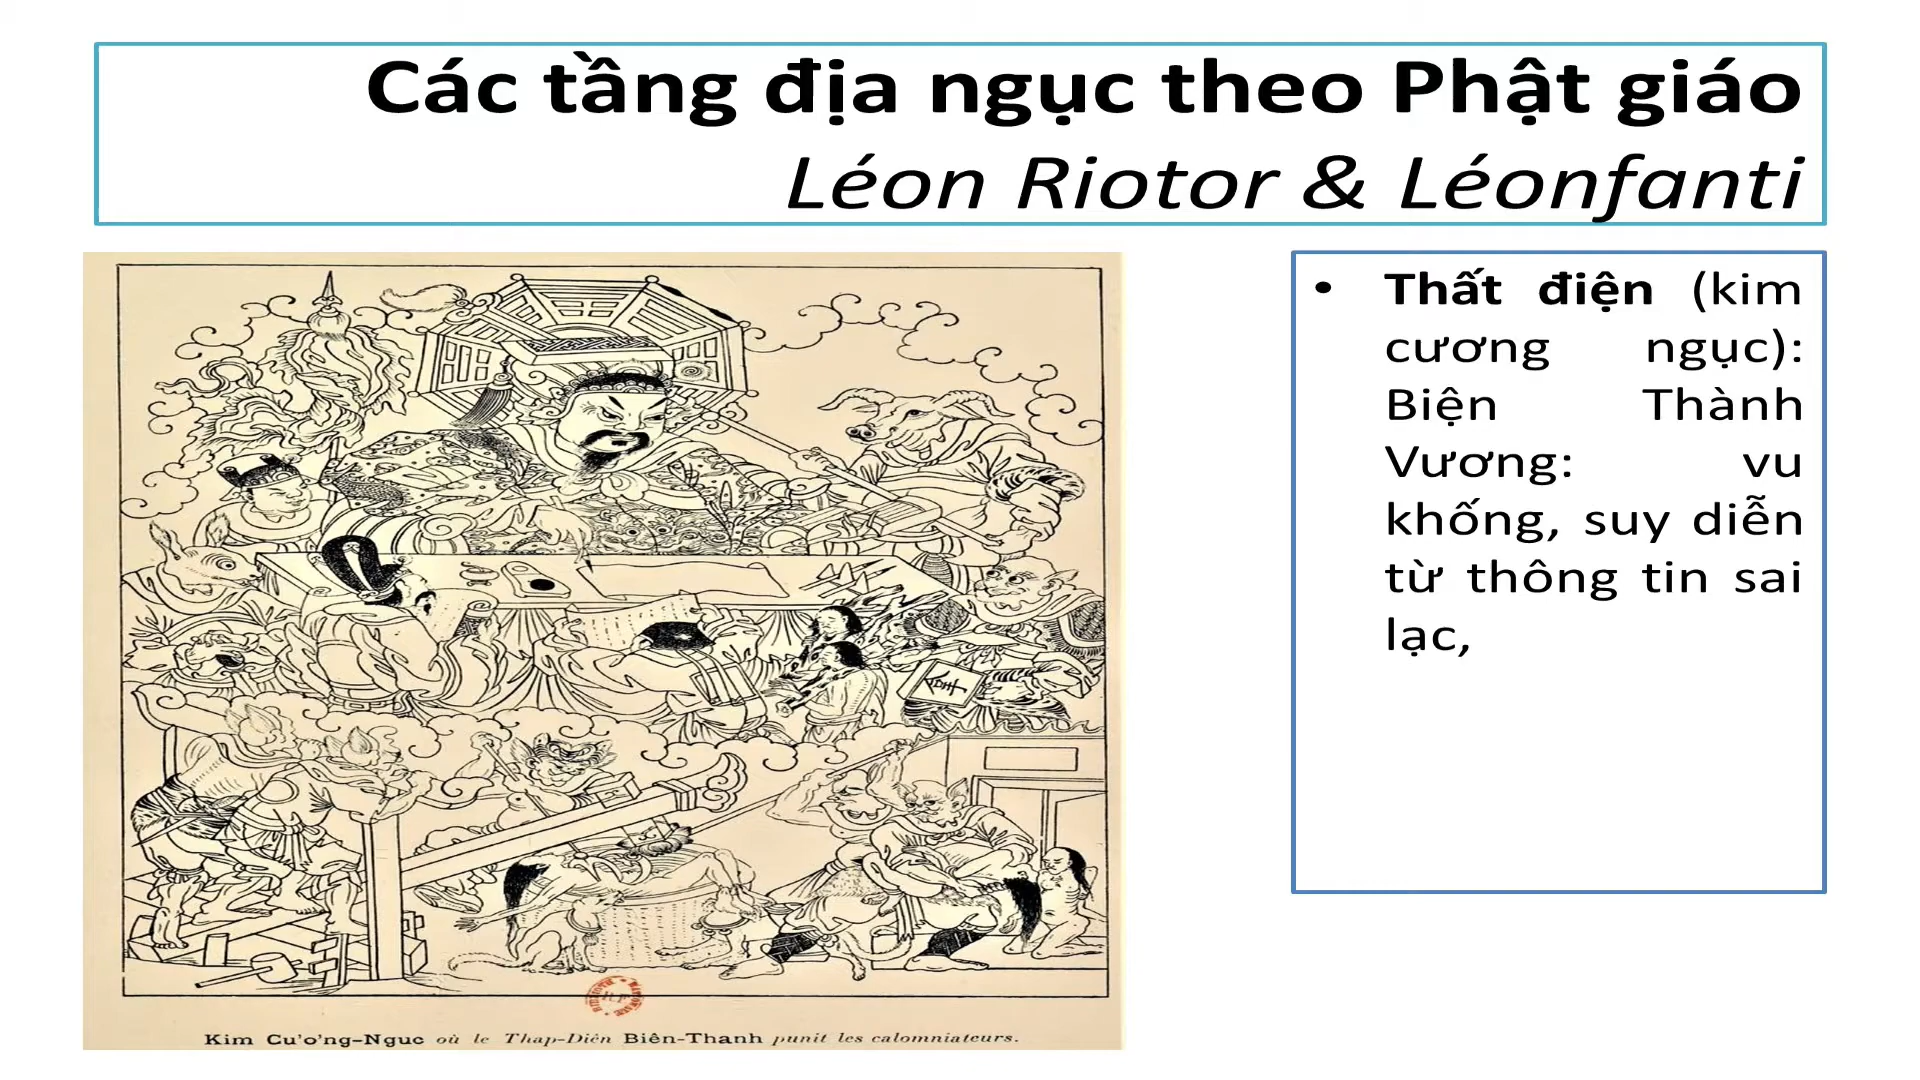 Các tầng địa ngục theo Phật giáo
Léon Riotor & Léonfanti
• Thất điện (kim
cương ngục):
Biện Thành
Vương: vu
khống, suy diễn
từ thông tin sai
lạc,
Kim Cu'o'ng-Nguc où le Thap-Diên Biên-Thanh punit les calomniateurs.